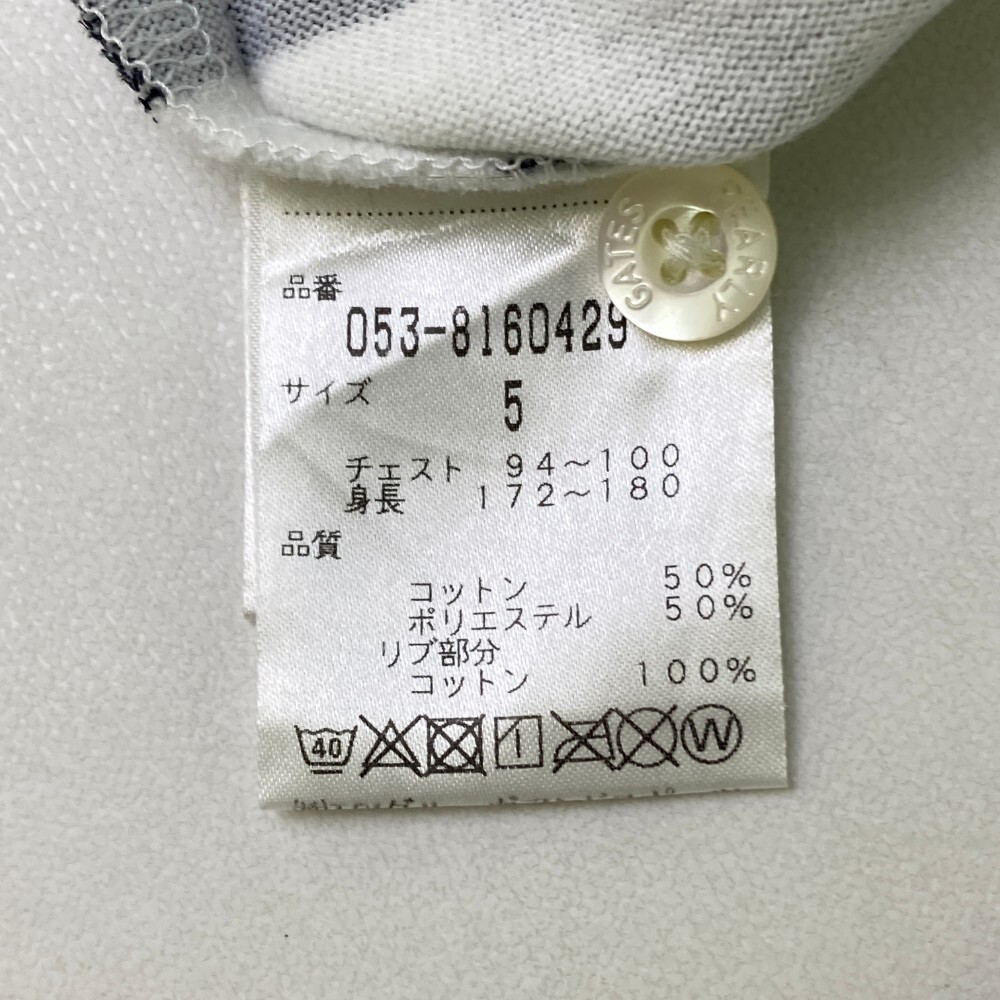 PEARLY GATES
品番
053-8160429
サイズ 5
チェスト 94～100
身長 172～180
品質
コットン 50%
ポリエステル 50%
リブ部分
コットン 100%
40 W